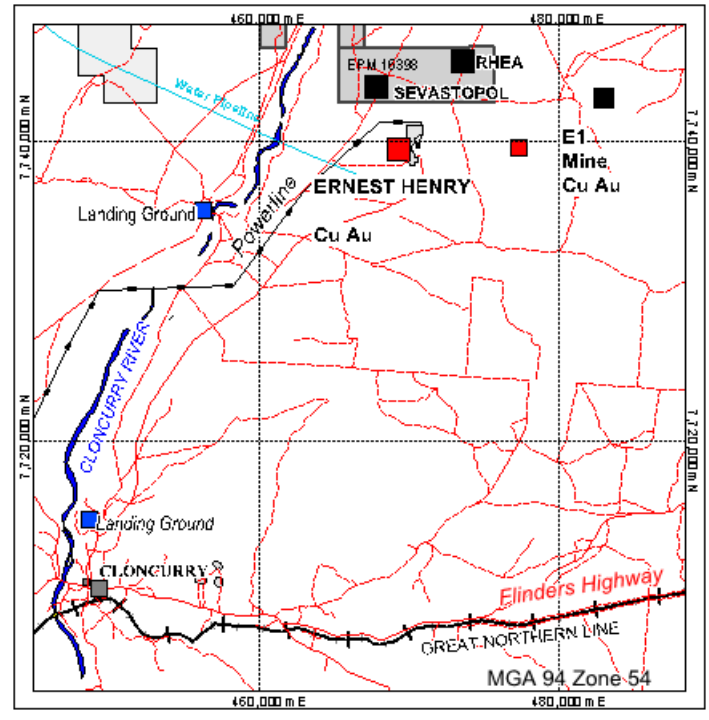 460,000 m E
480,000 m E
EPM 16398
RHEA
SEVASTOPOL
Water Pipeline
7,740,000 m N
7,740,000 m N
E1
Mine
Cu Au
ERNEST HENRY
Cu Au
Powerline
Landing Ground
CLONCURRY RIVER
7,720,000 m N
7,720,000 m N
Landing Ground
CLONCURRY
Flinders Highway
GREAT NORTHERN LINE
MGA 94 Zone 54
460,000 m E
480,000 m E